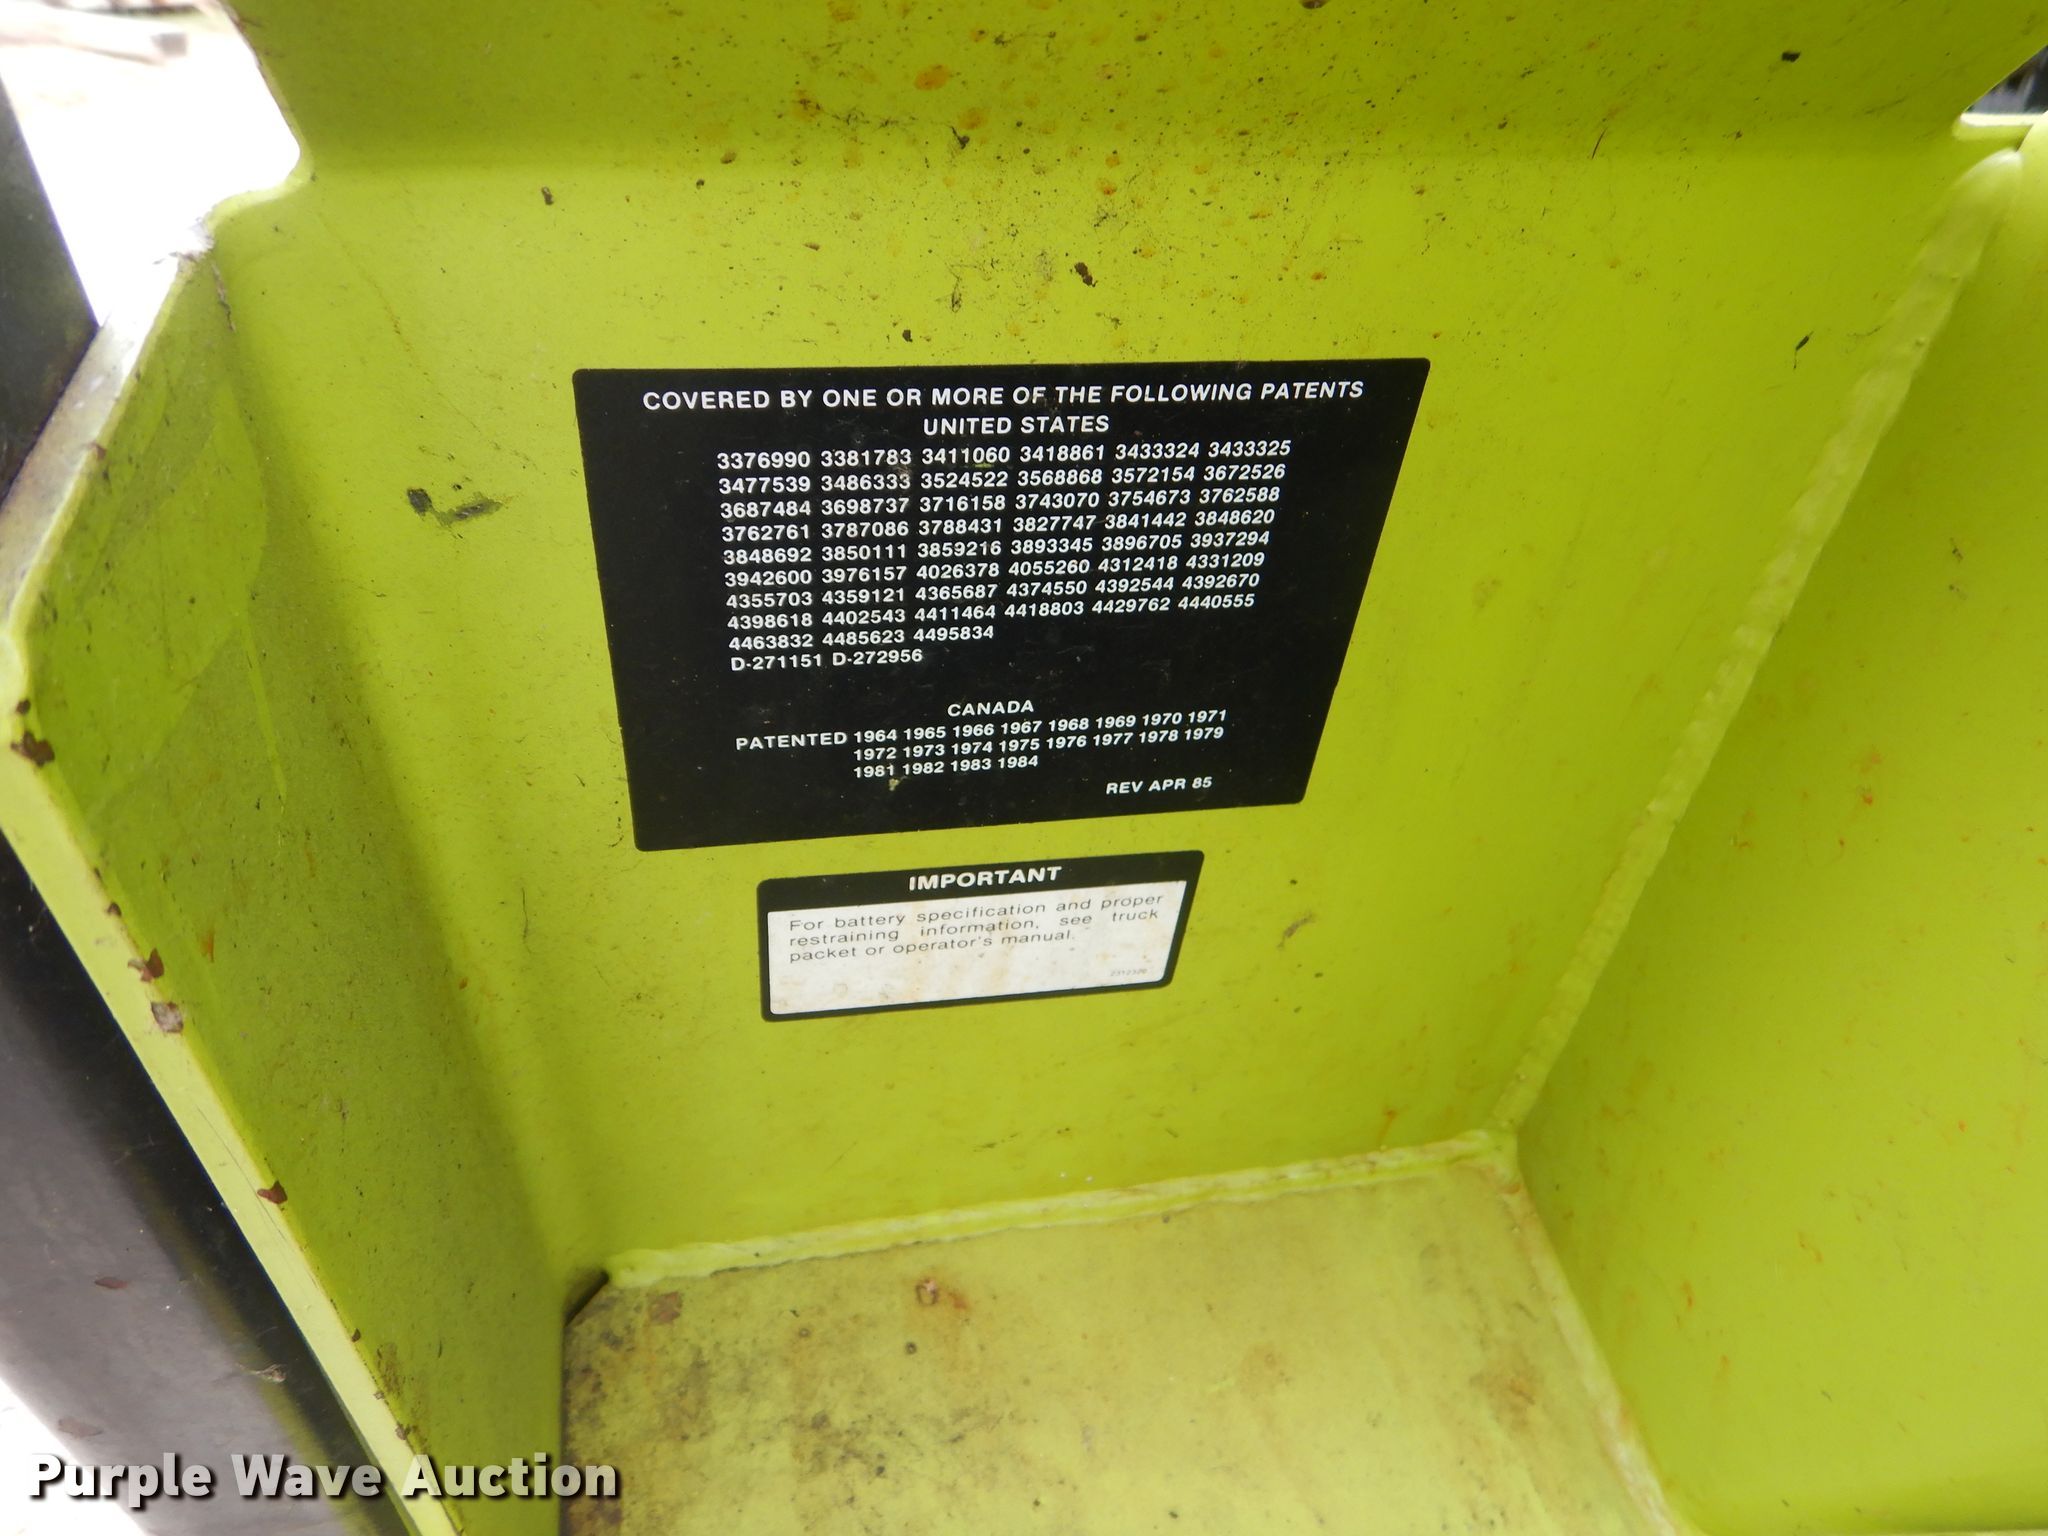 COVERED BY ONE OR MORE OF THE FOLLOWING PATENTS
UNITED STATES
3376990 3381783 3411060 3418861 3433324 3433325
3477539 3486333 3524522 3568868 3572154 3672526
3687484 3698737 3716158 3743070 3754673 3762588
3762761 3787086 3788431 3827747 3841442 3848620
3848692 3850111 3859216 3893345 3896705 3937294
3942600 3976157 4026378 4055260 4312418 4331209
4355703 4359121 4365687 4374550 4392544 4392670
4398618 4402543 4411464 4418803 4429762 4440555
4463832 4485623 4495834
D-271151 D-272956
CANADA
PATENTED 1964 1965 1966 1967 1968 1969 1970 1971
1972 1973 1974 1975 1976 1977 1978 1979
1981 1982 1983 1984
REV APR 85
IMPORTANT
For battery specification and proper
restraining information, see truck
packet or operator's manual.
Purple Wave Auction